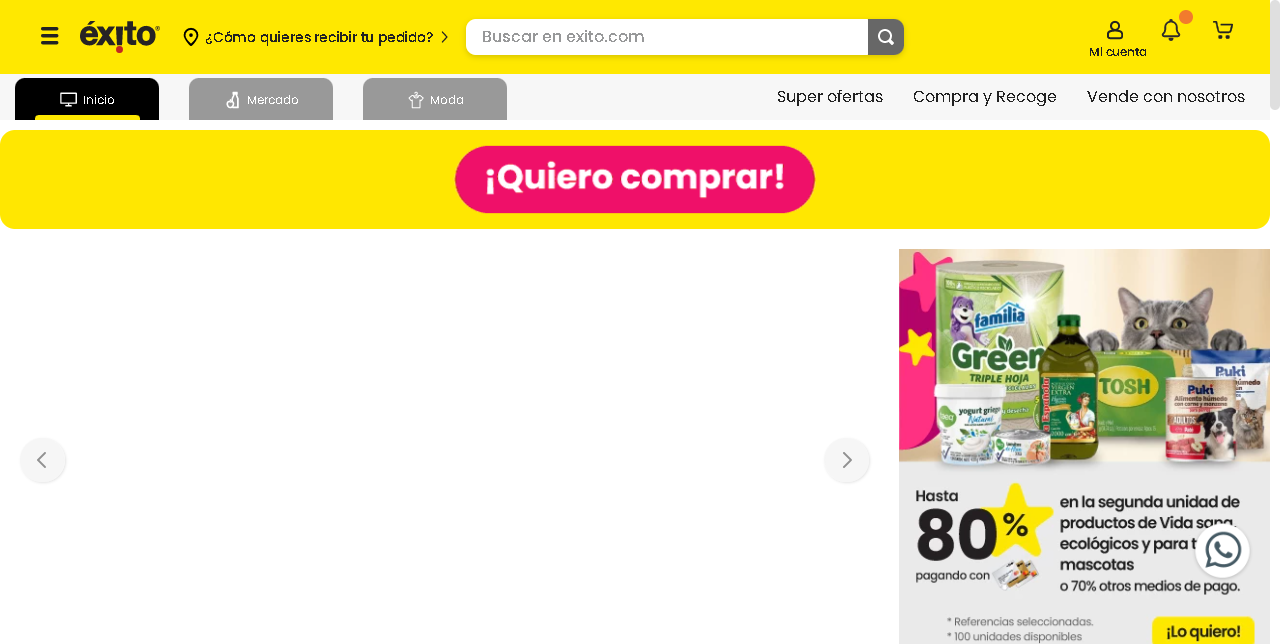 éxito
¿Cómo quieres recibir tu pedido?
Buscar en exito.com
Mi cuenta
Inicio
Mercado
Moda
Super ofertas
Compra y Recoge
Vende con nosotros
¡Quiero comprar!
familia
Green
TRIPLE HOJA
yogurt griego
Natural
TOSH
Puki
Puki
Alimento húmedo
ADULTOS
Hasta
80%
pagando con
en la segunda unidad de
productos de Vida sana,
ecológicos y para
mascotas
o 70% otros medios de pago.
* Referencias seleccionadas.
* 100 unidades disponibles
¡Lo quiero!